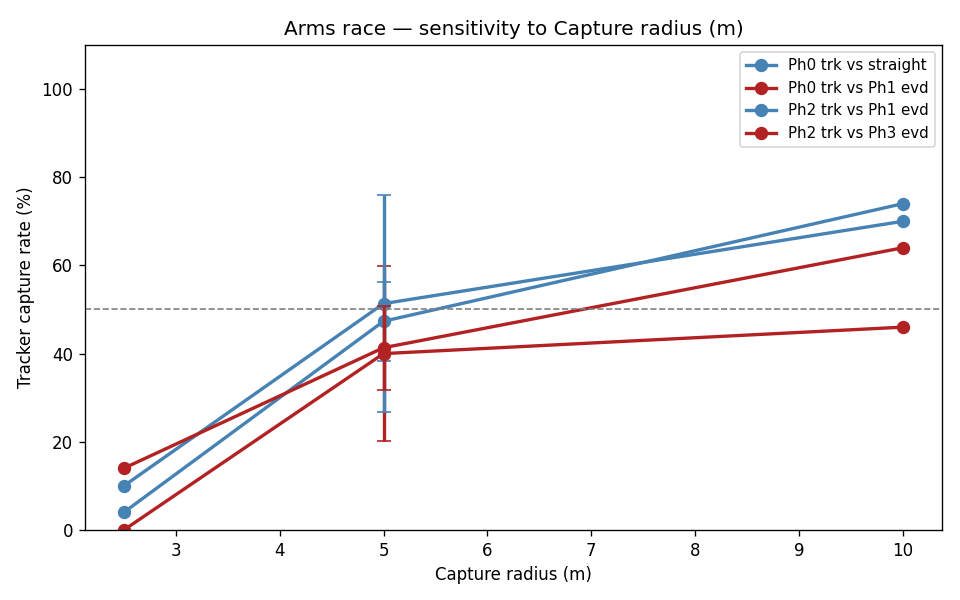 Arms race — sensitivity to Capture radius (m)
Ph0 trk vs straight
Ph0 trk vs Ph1 evd
Ph2 trk vs Ph1 evd
Ph2 trk vs Ph3 evd
Tracker capture rate (%)
100
80
60
40
20
0
3 4 5 6 7 8 9 10
Capture radius (m)